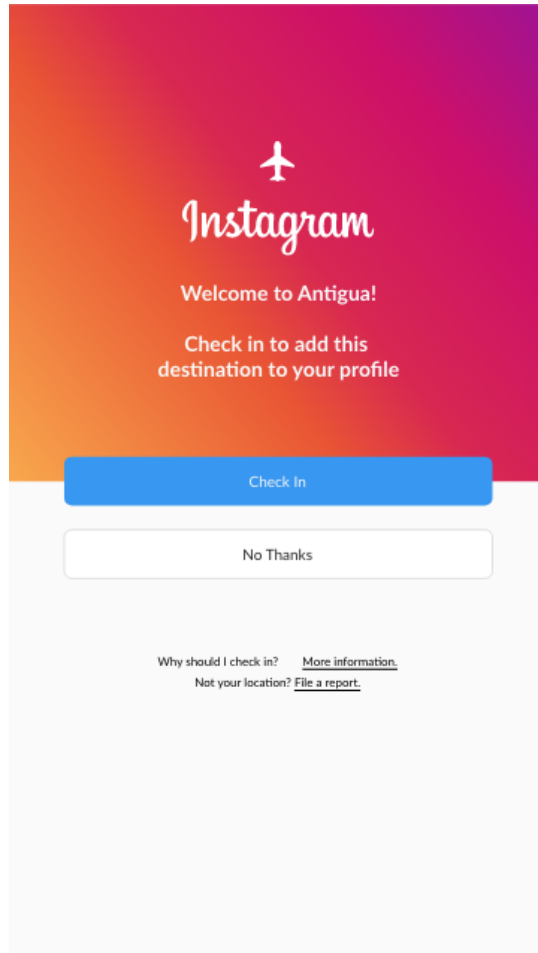 Instagram
Welcome to Antigua!
Check in to add this
destination to your profile
Check In
No Thanks
Why should I check in? More information.
Not your location? File a report.